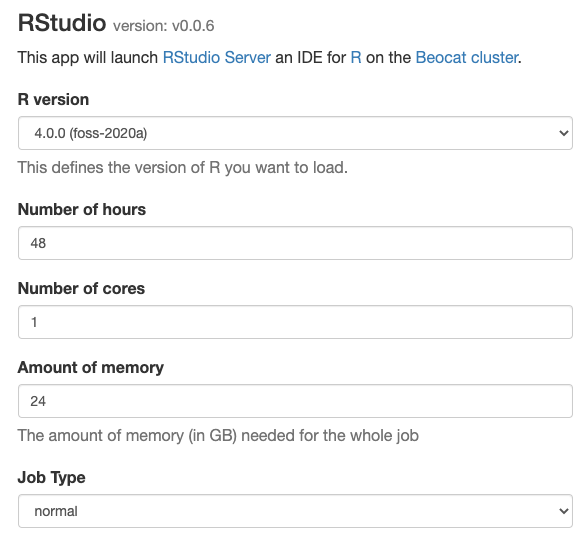 RStudio version: v0.0.6
This app will launch RStudio Server an IDE for R on the Beocat cluster.
R version
4.0.0 (foss-2020a)
This defines the version of R you want to load.
Number of hours
48
Number of cores
1
Amount of memory
24
The amount of memory (in GB) needed for the whole job
Job Type
normal